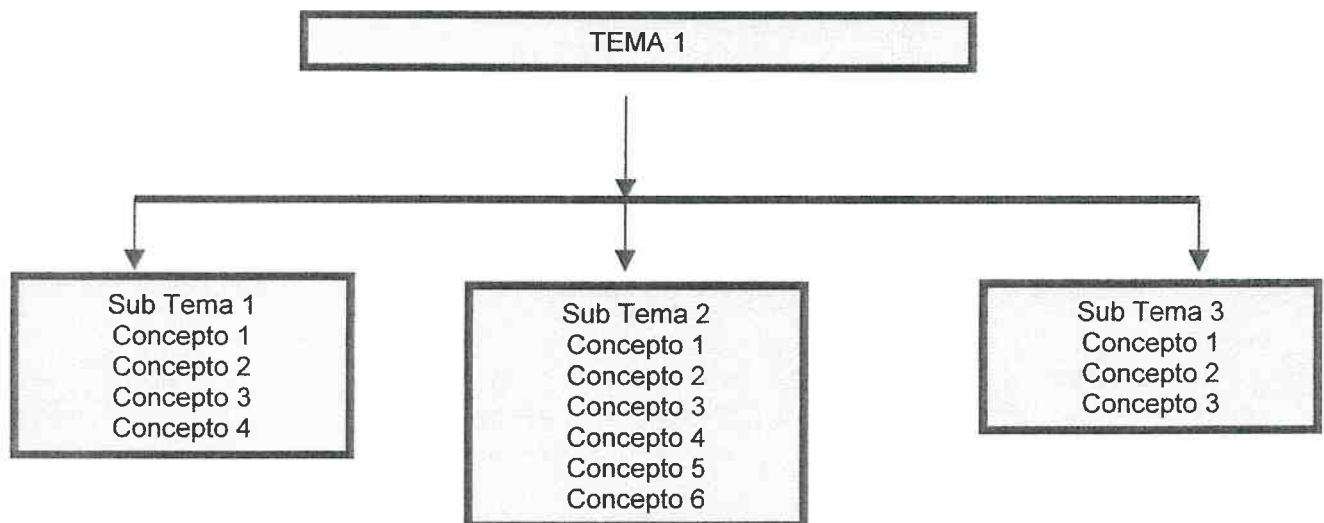 TEMA 1
Sub Tema 1
Concepto 1
Concepto 2
Concepto 3
Concepto 4
Sub Tema 2
Concepto 1
Concepto 2
Concepto 3
Concepto 4
Concepto 5
Concepto 6
Sub Tema 3
Concepto 1
Concepto 2
Concepto 3